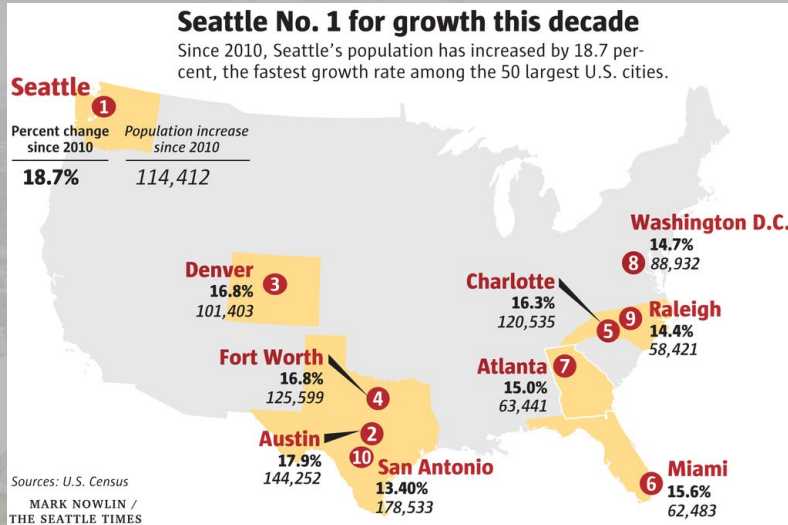 Seattle No. 1 for growth this decade
Since 2010, Seattle’s population has increased by 18.7 per-
cent, the fastest growth rate among the 50 largest U.S. cities.
Seattle
1
Percent change
since 2010
Population increase
since 2010
18.7%
114,412
Washington D.C.
14.7%
8
88,932
Denver
16.8%
3
101,403
Charlotte
16.3%
120,535
5
9
Raleigh
14.4%
58,421
Fort Worth
16.8%
125,599
4
Atlanta
7
15.0%
63,441
Austin
2
17.9%
144,252
10
San Antonio
13.40%
178,533
Miami
6
15.6%
62,483
Sources: U.S. Census
MARK NOWLIN /
THE SEATTLE TIMES